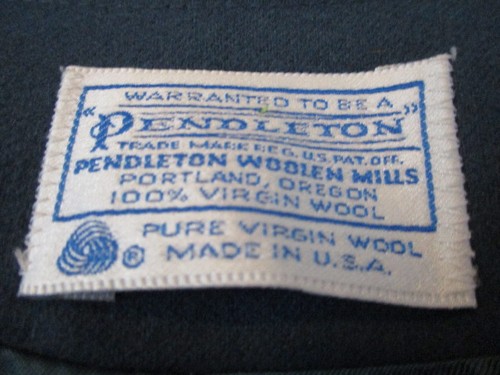 WARRANTED TO BE A
"PENDLETON"
TRADE MARK REG. U.S. PAT. OFF.
PENDLETON WOOLEN MILLS
PORTLAND, OREGON
100% VIRGIN WOOL
PURE VIRGIN WOOL
® MADE IN U.S.A.